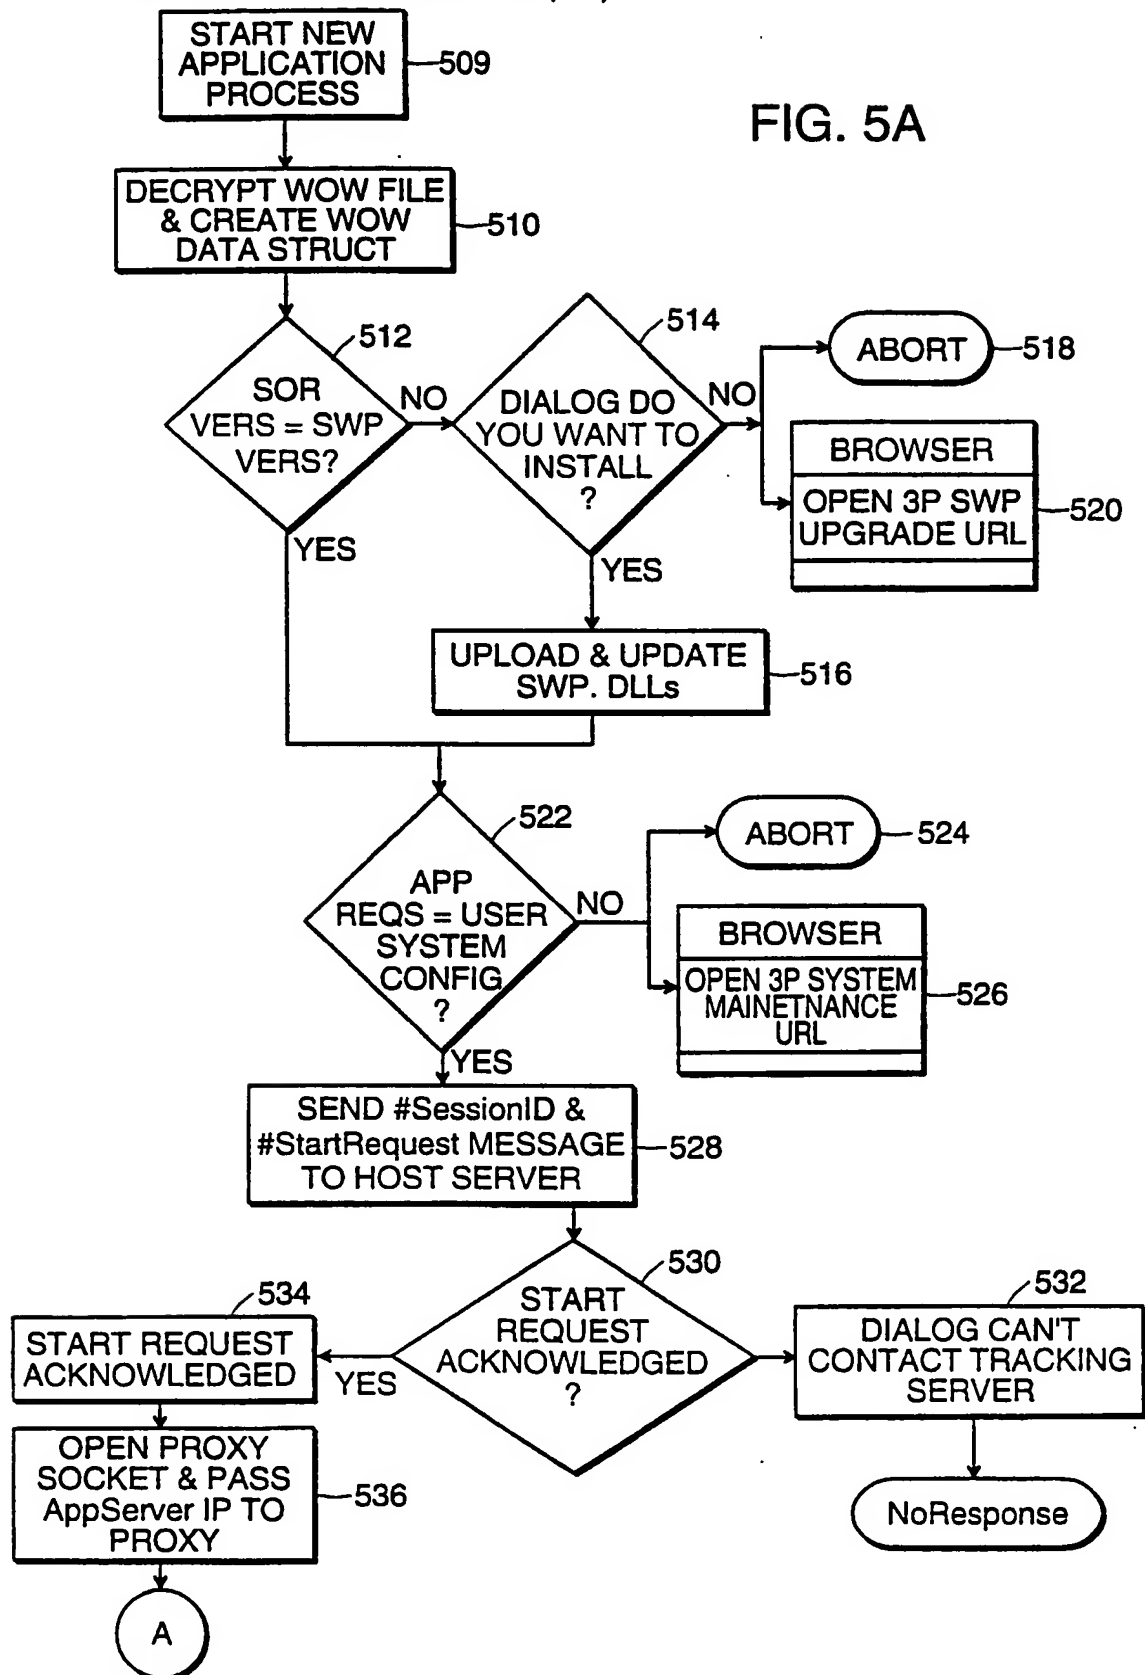 START NEW
APPLICATION
PROCESS
509
FIG. 5A
DECRYPT WOW FILE
& CREATE WOW
DATA STRUCT
510
512
SOR
VERS = SWP
VERS?
NO
YES
514
DIALOG DO
YOU WANT TO
INSTALL
?
NO
YES
ABORT
518
BROWSER
OPEN 3P SWP
UPGRADE URL
520
UPLOAD & UPDATE
SWP. DLLs
516
522
APP
REQS = USER
SYSTEM
CONFIG
?
NO
YES
ABORT
524
BROWSER
OPEN 3P SYSTEM
MAINETNANCE
URL
526
SEND #SessionID &
#StartRequest MESSAGE
TO HOST SERVER
528
530
START
REQUEST
ACKNOWLEDGED
?
YES
532
DIALOG CAN'T
CONTACT TRACKING
SERVER
NoResponse
534
START REQUEST
ACKNOWLEDGED
OPEN PROXY
SOCKET & PASS
AppServer IP TO
PROXY
536
A